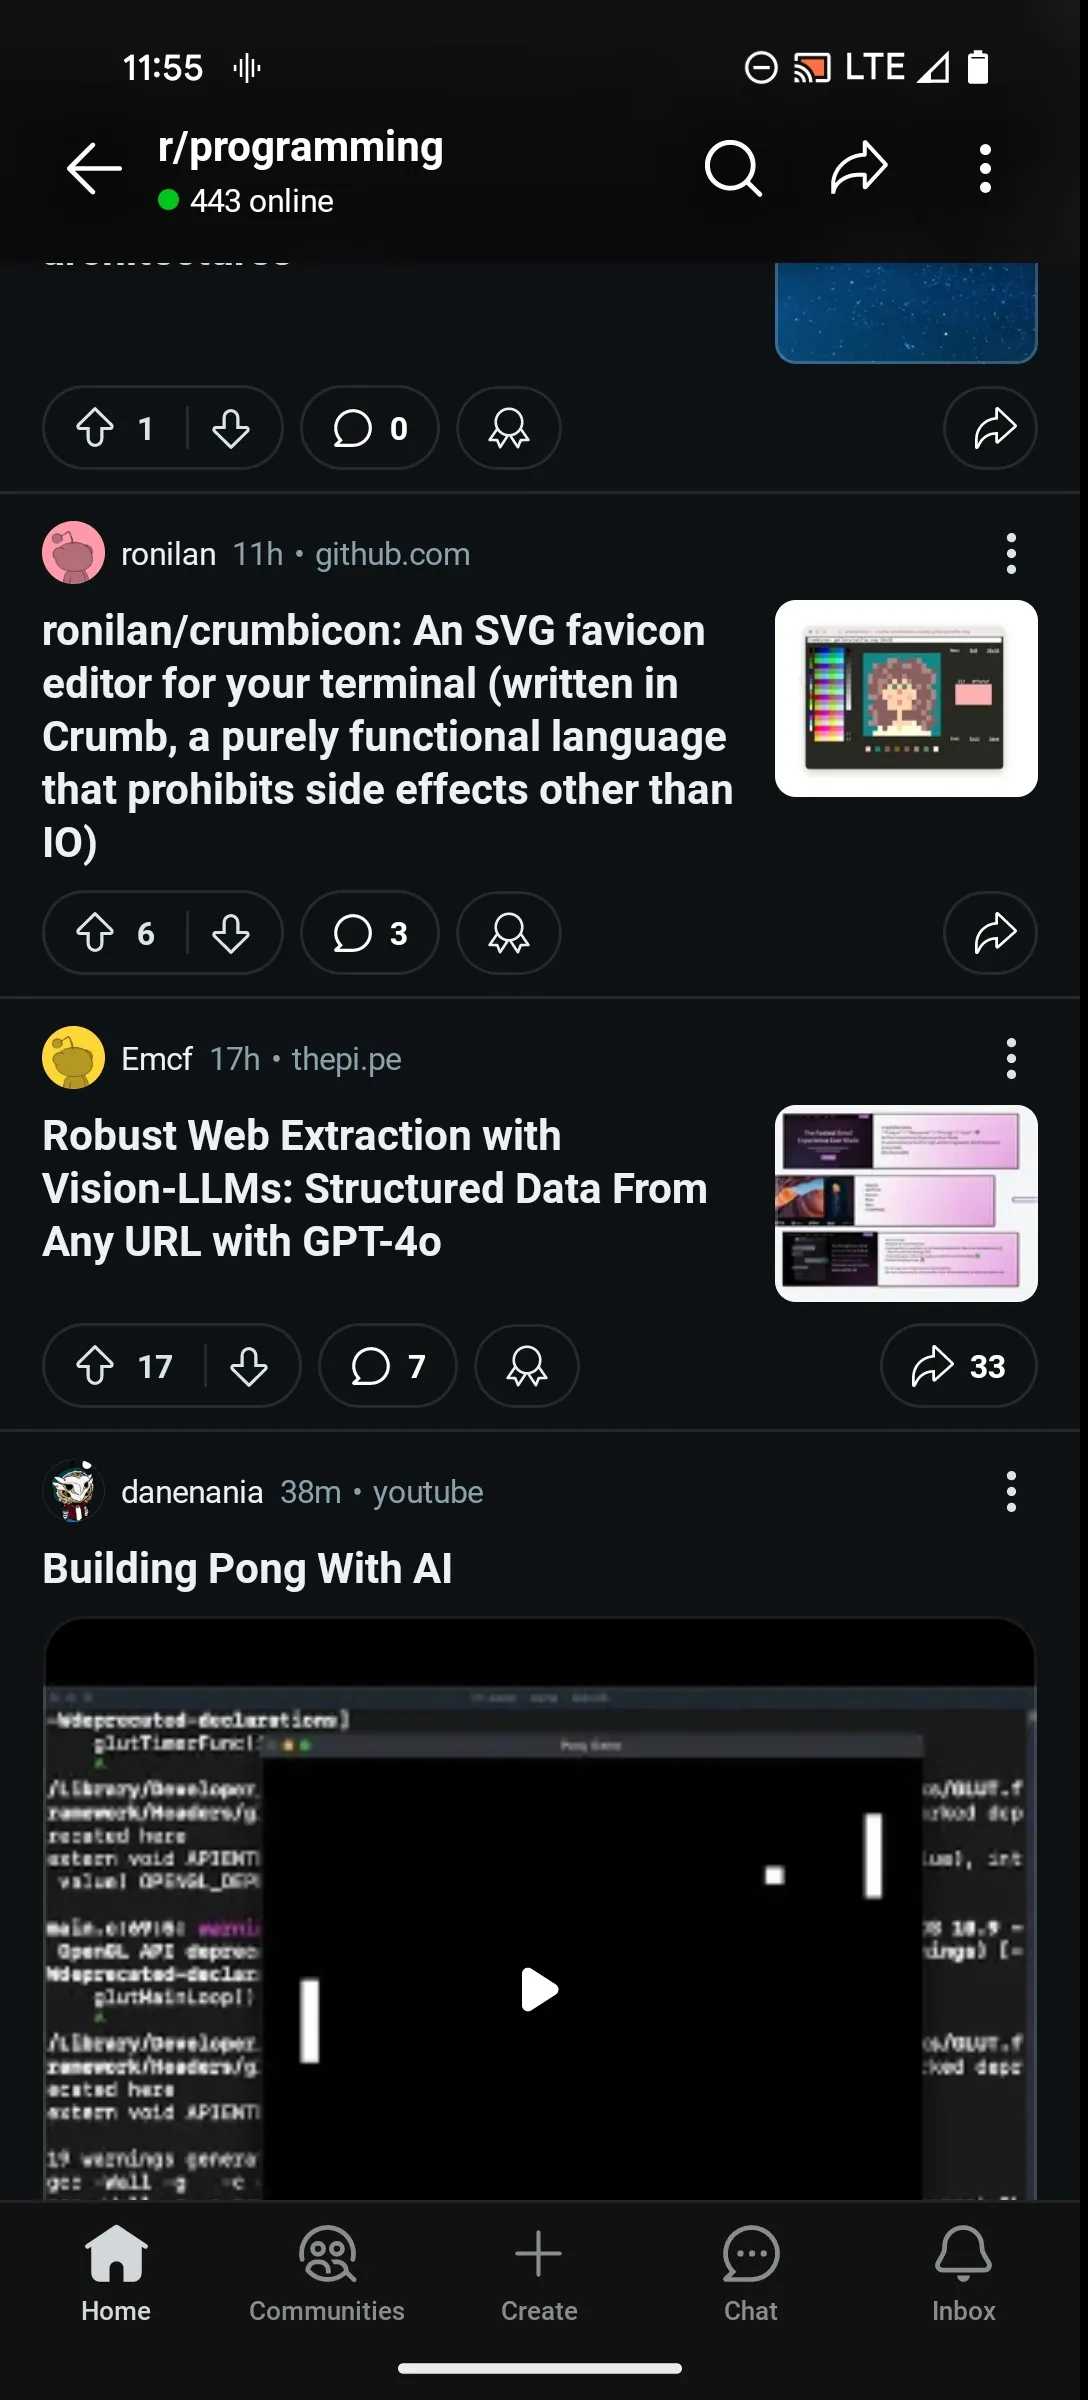 11:55
LTE
r/programming
443 online
architectures
1
0
ronilan 11h • github.com
ronilan/crumbicon: An SVG favicon
editor for your terminal (written in
Crumb, a purely functional language
that prohibits side effects other than
IO)
6
3
Emcf 17h • thepi.pe
Robust Web Extraction with
Vision-LLMs: Structured Data From
Any URL with GPT-4o
17
7
33
danenania 38m • youtube
Building Pong With AI
-Wdeprecated-declarations]
glutTimerFunc(
Pong Game
/Library/Developer
s/GLUT.f
ramework/Headers/g
rked dep
recated here
extern void APIENT
lue), int
value) OPENGL_DEP
main.c:69:5: warni
OS 10.9 -
OpenGL API deprec
ings) [-
Wdeprecated-declar
glutMainLoop()
/Library/Developer
s/GLUT.f
ramework/Headers/g
ked depr
ecated here
extern void APIENT
19 warnings genera
gcc -Wall -g -c
Home
Communities
Create
Chat
Inbox